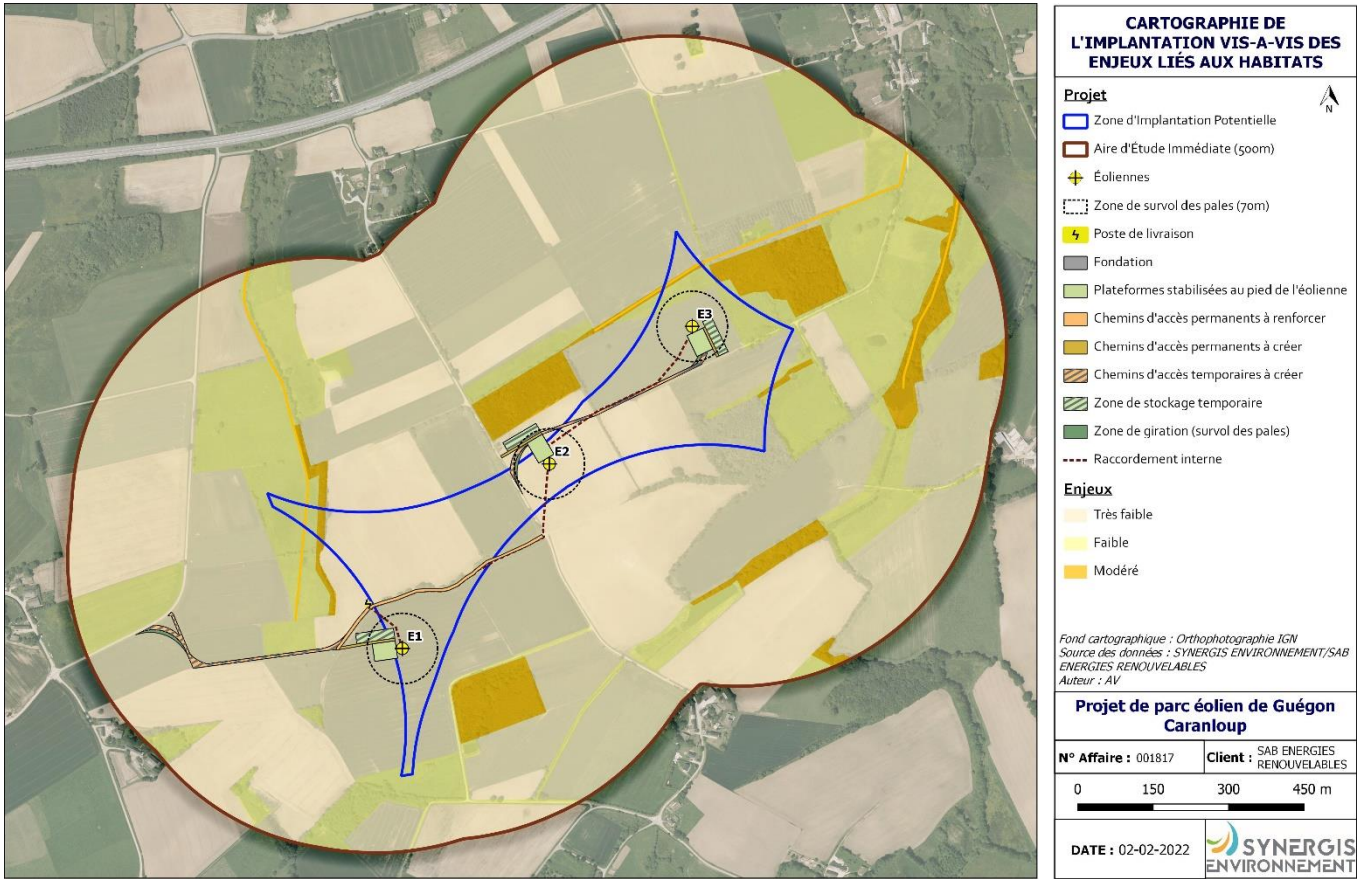 E3
E2
E1
CARTOGRAPHIE DE
L'IMPLANTATION VIS-A-VIS DES
ENJEUX LIÉS AUX HABITATS
Projet
N
Zone d'Implantation Potentielle
Aire d'Étude Immédiate (500m)
Éoliennes
Zone de survol des pales (70m)
Poste de livraison
Fondation
Plateformes stabilisées au pied de l'éolienne
Chemins d'accès permanents à renforcer
Chemins d'accès permanents à créer
Chemins d'accès temporaires à créer
Zone de stockage temporaire
Zone de giration (survol des pales)
Raccordement interne
Enjeux
Très faible
Faible
Modéré
Fond cartographique : Orthophotographie IGN
Source des données : SYNERGIS ENVIRONNEMENT/SAB
ENERGIES RENOUVELABLES
Auteur : AV
Projet de parc éolien de Guégon
Caranloup
N° Affaire : 001817
Client : SAB ENERGIES
RENOUVELABLES
0 150 300 450 m
DATE : 02-02-2022
SYNERGIS
ENVIRONNEMENT